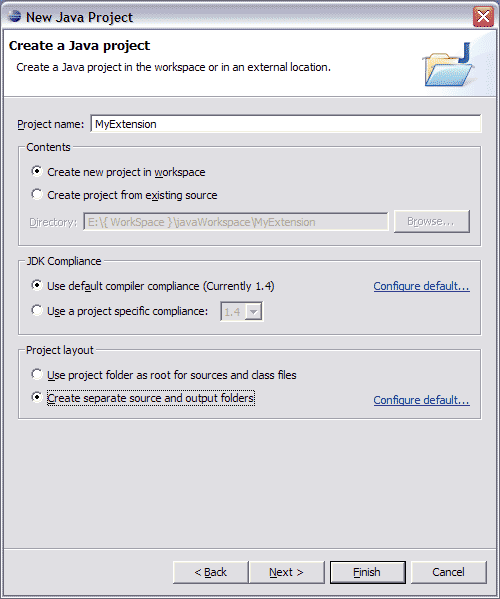 New Java Project
Create a Java project
Create a Java project in the workspace or in an external location.
Project name: MyExtension
Contents
Create new project in workspace
Create project from existing source
Directory: E:\{ WorkSpace }\javaWorkspace\MyExtension Browse...
JDK Compliance
Use default compiler compliance (Currently 1.4) Configure default...
Use a project specific compliance: 1.4
Project layout
Use project folder as root for sources and class files
Create separate source and output folders Configure default...
< Back Next > Finish Cancel